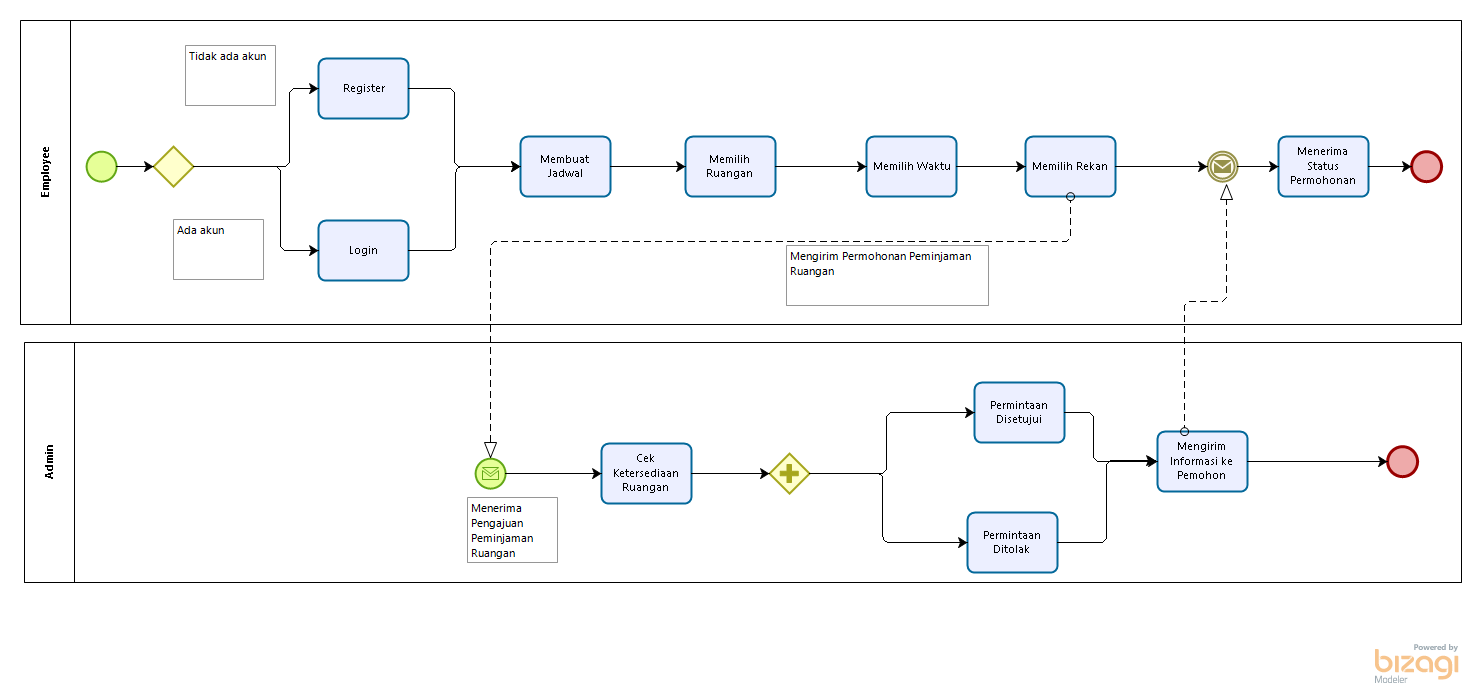 Employee
Tidak ada akun
Register
Ada akun
Login
Membuat
Jadwal
Memilih
Ruangan
Memilih Waktu
Memilih Rekan
Menerima
Status
Permohonan
Mengirim Permohonan Peminjaman
Ruangan
Admin
Menerima
Pengajuan
Peminjaman
Ruangan
Cek
Ketersediaan
Ruangan
Permintaan
Disetujui
Permintaan
Ditolak
Mengirim
Informasi ke
Pemohon
Powered by
bizagi
Modeler